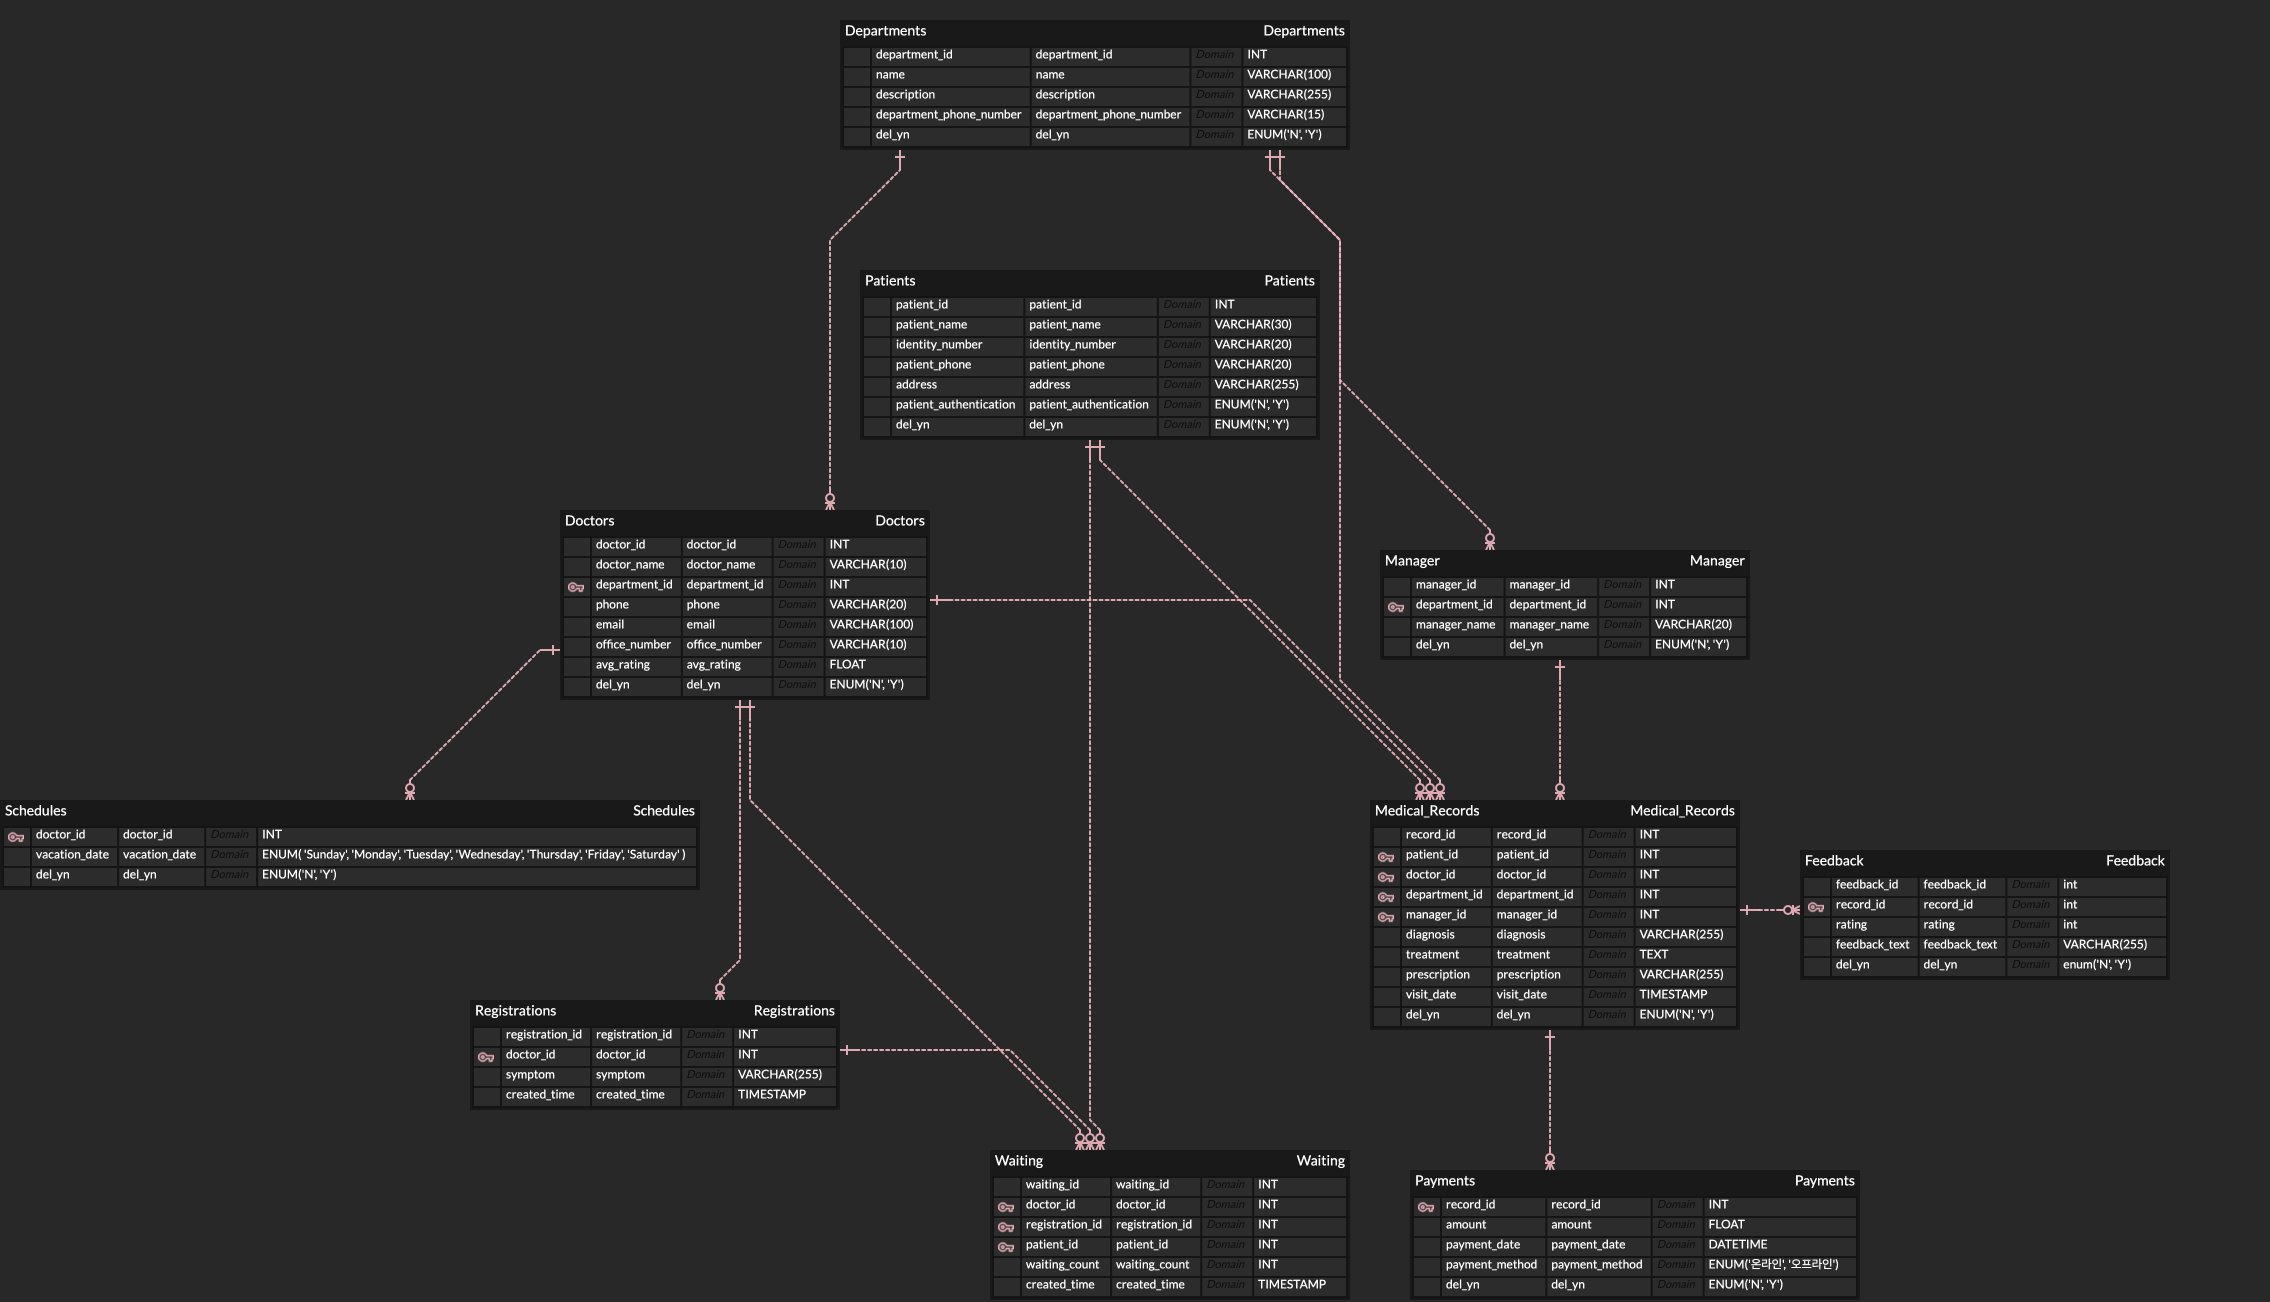 Departments Departments
department_id department_id Domain INT
name name Domain VARCHAR(100)
description description Domain VARCHAR(255)
department_phone_number department_phone_number Domain VARCHAR(15)
del_yn del_yn Domain ENUM('N', 'Y')
Patients Patients
patient_id patient_id Domain INT
patient_name patient_name Domain VARCHAR(30)
identity_number identity_number Domain VARCHAR(20)
patient_phone patient_phone Domain VARCHAR(20)
address address Domain VARCHAR(255)
patient_authentication patient_authentication Domain ENUM('N', 'Y')
del_yn del_yn Domain ENUM('N', 'Y')
Doctors Doctors
doctor_id doctor_id Domain INT
doctor_name doctor_name Domain VARCHAR(10)
department_id department_id Domain INT
phone phone Domain VARCHAR(20)
email email Domain VARCHAR(100)
office_number office_number Domain VARCHAR(10)
avg_rating avg_rating Domain FLOAT
del_yn del_yn Domain ENUM('N', 'Y')
Manager Manager
manager_id manager_id Domain INT
department_id department_id Domain INT
manager_name manager_name Domain VARCHAR(20)
del_yn del_yn Domain ENUM('N', 'Y')
Schedules Schedules
doctor_id doctor_id Domain INT
vacation_date vacation_date Domain ENUM( 'Sunday', 'Monday', 'Tuesday', 'Wednesday', 'Thursday', 'Friday', 'Saturday' )
del_yn del_yn Domain ENUM('N', 'Y')
Medical_Records Medical_Records
record_id record_id Domain INT
patient_id patient_id Domain INT
doctor_id doctor_id Domain INT
department_id department_id Domain INT
manager_id manager_id Domain INT
diagnosis diagnosis Domain VARCHAR(255)
treatment treatment Domain TEXT
prescription prescription Domain VARCHAR(255)
visit_date visit_date Domain TIMESTAMP
del_yn del_yn Domain ENUM('N', 'Y')
Feedback Feedback
feedback_id feedback_id Domain int
record_id record_id Domain int
rating rating Domain int
feedback_text feedback_text Domain VARCHAR(255)
del_yn del_yn Domain enum('N', 'Y')
Registrations Registrations
registration_id registration_id Domain INT
doctor_id doctor_id Domain INT
symptom symptom Domain VARCHAR(255)
created_time created_time Domain TIMESTAMP
Waiting Waiting
waiting_id waiting_id Domain INT
doctor_id doctor_id Domain INT
registration_id registration_id Domain INT
patient_id patient_id Domain INT
waiting_count waiting_count Domain INT
created_time created_time Domain TIMESTAMP
Payments Payments
record_id record_id Domain INT
amount amount Domain FLOAT
payment_date payment_date Domain DATETIME
payment_method payment_method Domain ENUM('온라인', '오프라인')
del_yn del_yn Domain ENUM('N', 'Y')